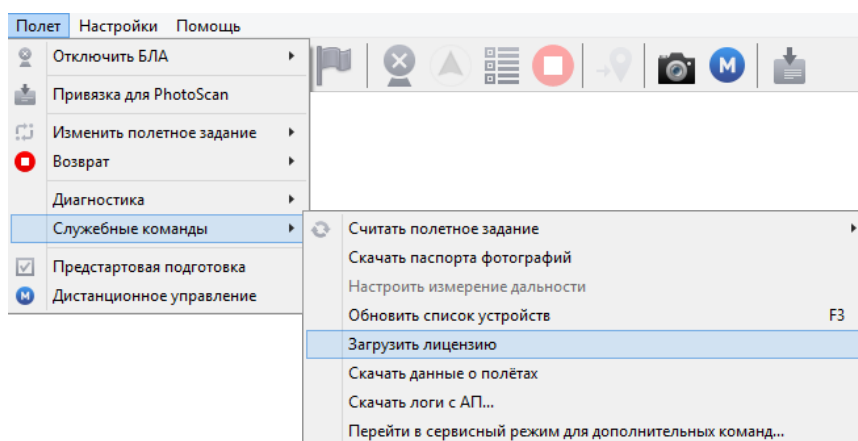 Полет Настройки Помощь
Отключить БЛА
Привязка для PhotoScan
Изменить полетное задание
Возврат
Диагностика
Служебные команды
Предстартовая подготовка
M Дистанционное управление
M
Считать полетное задание
Скачать паспорта фотографий
Настроить измерение дальности
Обновить список устройств F3
Загрузить лицензию
Скачать данные о полётах
Скачать логи с АП...
Перейти в сервисный режим для дополнительных команд...